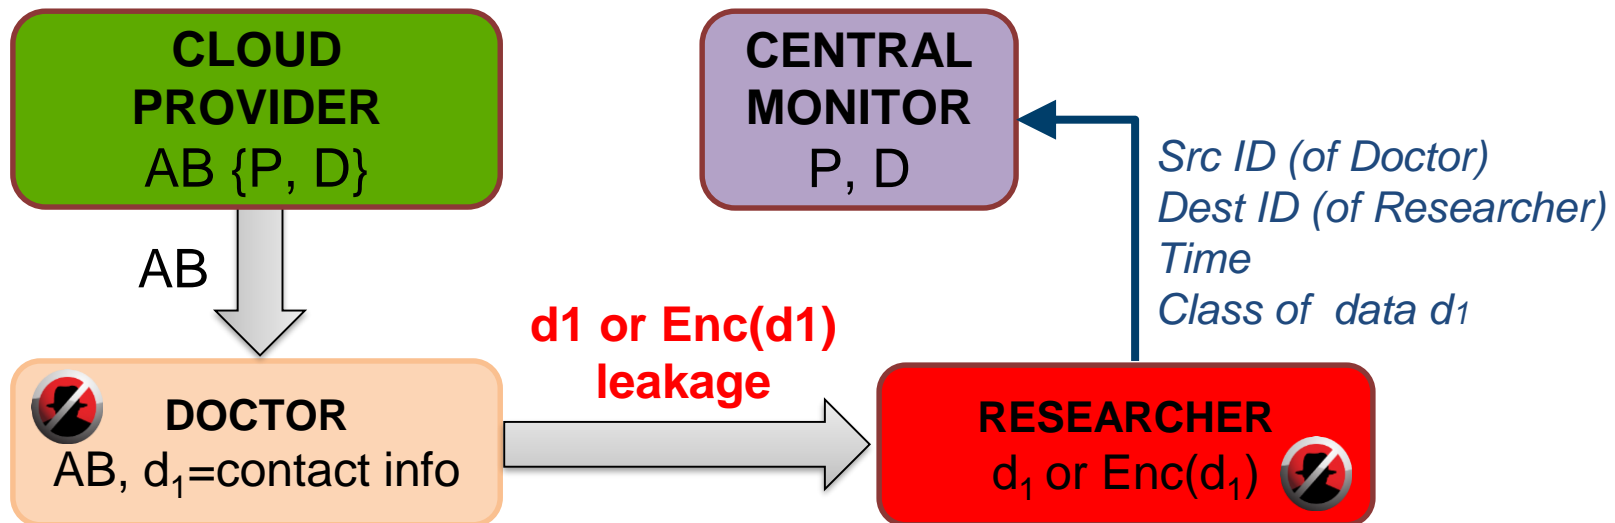 CLOUD
PROVIDER
AB {P, D}
CENTRAL
MONITOR
P, D
Src ID (of Doctor)
Dest ID (of Researcher)
Time
Class of data d1
AB
d1 or Enc(d1)
leakage
DOCTOR
AB, d₁=contact info
RESEARCHER
d₁ or Enc(d₁)